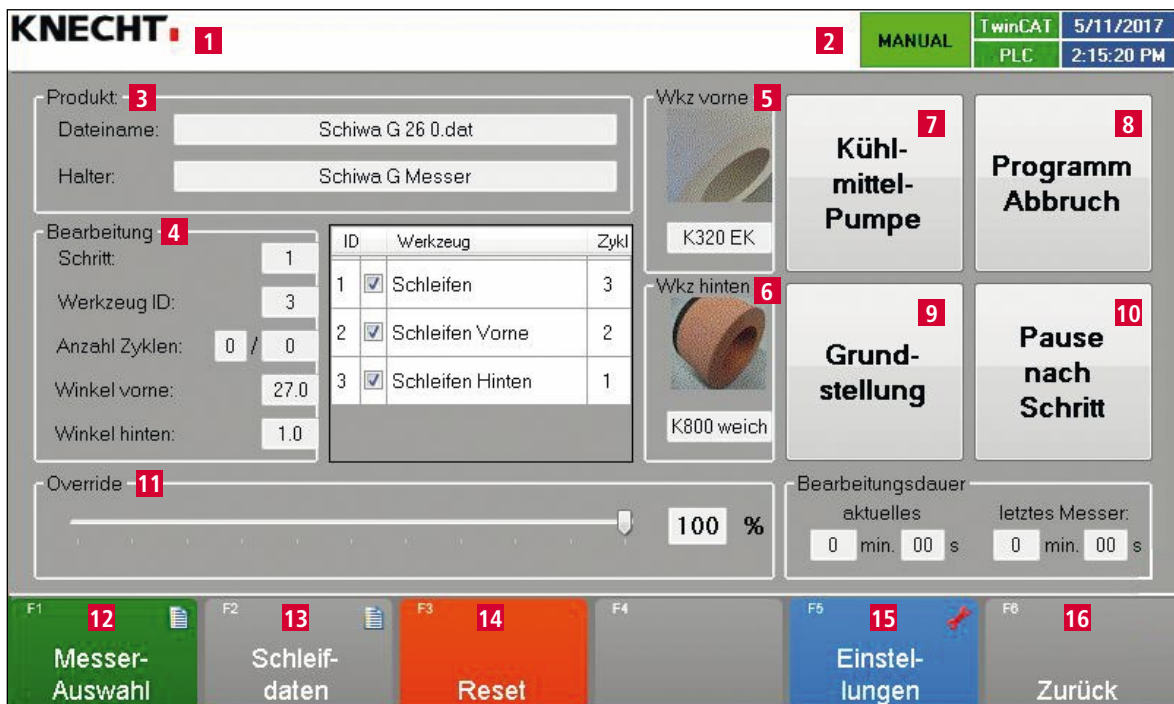 KNECHT
1
2
MANUAL
TwinCAT 5/11/2017
PLC 2:15:20 PM
Produkt: 3
Dateiname: Schiwa G 26 0.dat
Halter: Schiwa G Messer
Bearbeitung 4
Schritt: 1
Werkzeug ID: 3
Anzahl Zyklen: 0 / 0
Winkel vorne: 27.0
Winkel hinten: 1.0
ID Werkzeug Zykl
1 Schleifen 3
2 Schleifen Vorne 2
3 Schleifen Hinten 1
Wkz vorne 5
K320 EK
Wkz hinten 6
K800 weich
7
Kühl-
mittel-
Pumpe
8
Programm
Abbruch
9
Grund-
stellung
10
Pause
nach
Schritt
Override 11
100 %
Bearbeitungsdauer
aktuelles letztes Messer:
0 min. 00 s 0 min. 00 s
F1 12
Messer-
Auswahl
F2 13
Schleif-
daten
F3 14
Reset
F4
F5 15
Einstel-
lungen
F6 16
Zurück